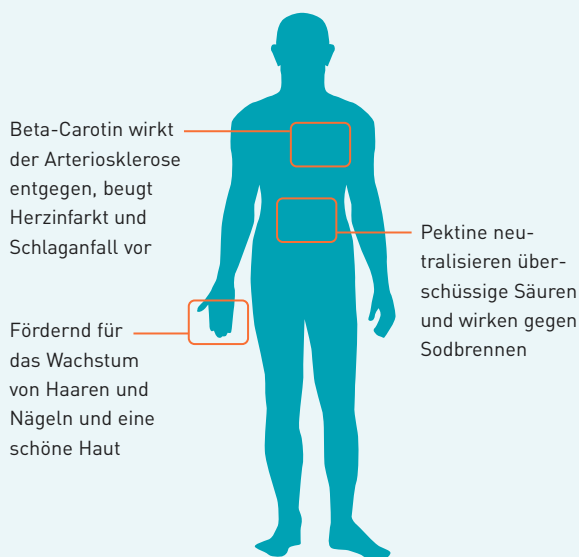 Beta-Carotin wirkt
der Arteriosklerose
entgegen, beugt
Herzinfarkt und
Schlaganfall vor
Pektine neu-
tralisieren über-
schüssige Säuren
und wirken gegen
Sodbrennen
Fördernd für
das Wachstum
von Haaren und
Nägeln und eine
schöne Haut